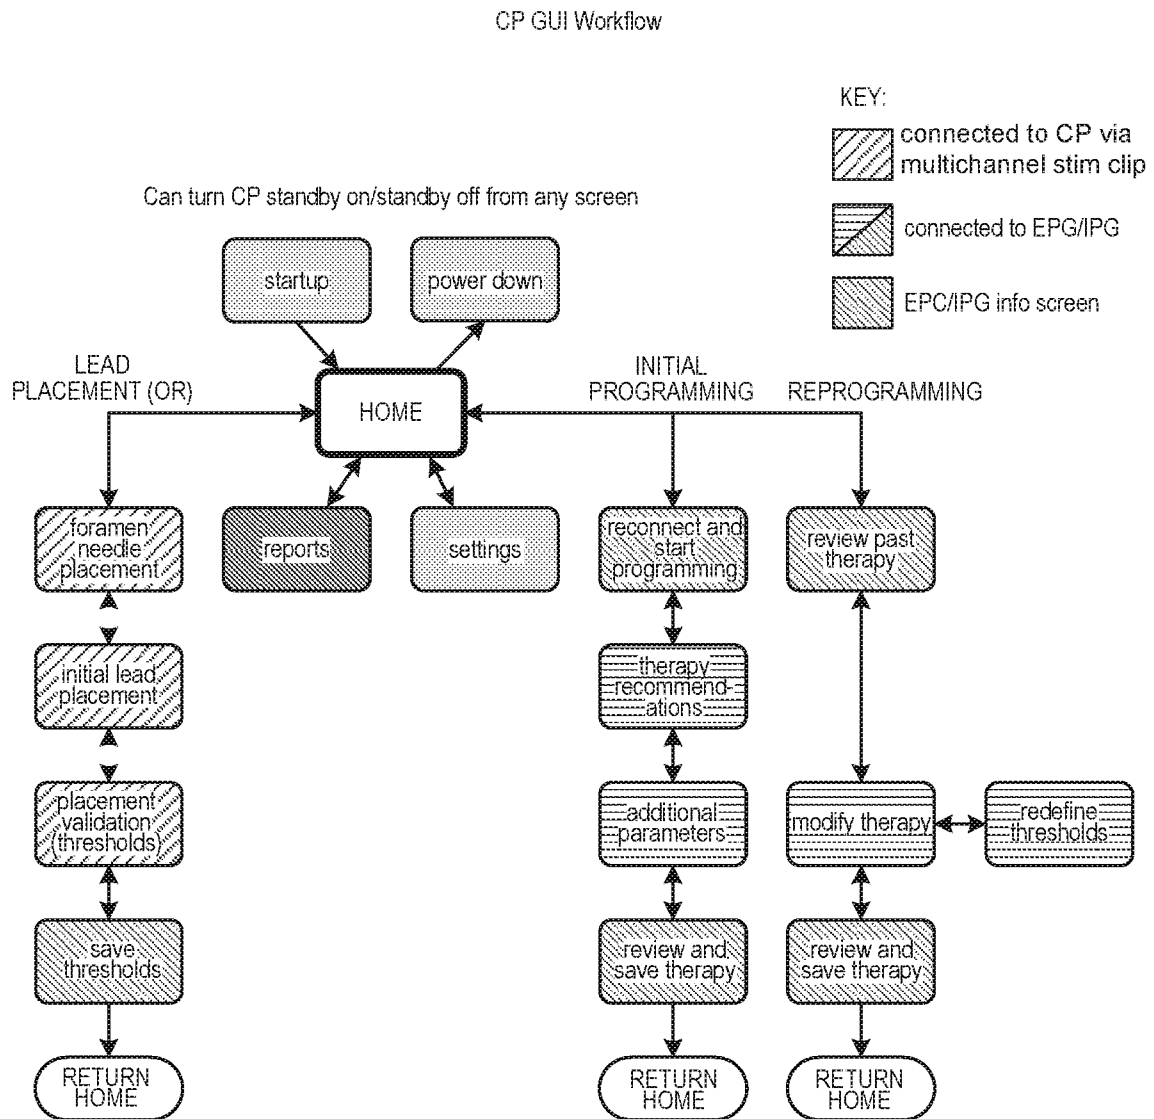 CP GUI Workflow
KEY:
connected to CP via
multichannel stim clip
connected to EPG/IPG
EPC/IPG info screen
Can turn CP standby on/standby off from any screen
startup
power down
LEAD
PLACEMENT (OR)
HOME
INITIAL
PROGRAMMING
REPROGRAMMING
foramen
needle
placement
reports
settings
reconnect and
start
programming
review past
therapy
initial lead
placement
therapy
recommend-
ations
placement
validation
(thresholds)
additional
parameters
modify therapy
redefine
thresholds
save
thresholds
review and
save therapy
review and
save therapy
RETURN
HOME
RETURN
HOME
RETURN
HOME